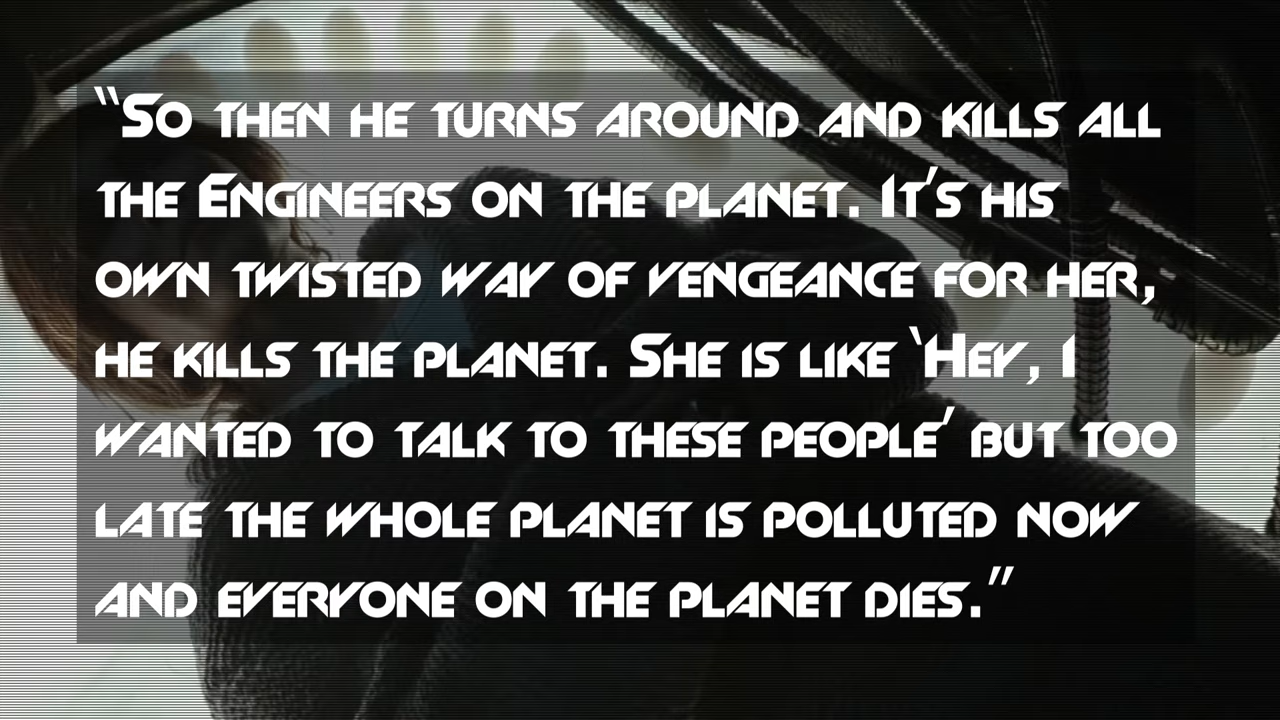 “So then he turns around and kills all
the Engineers on the planet. It's his
own twisted way of vengeance for her,
he kills the planet. She is like ‘Hey, I
wanted to talk to these people’ but too
late the whole planet is polluted now
and everyone on the planet dies.”